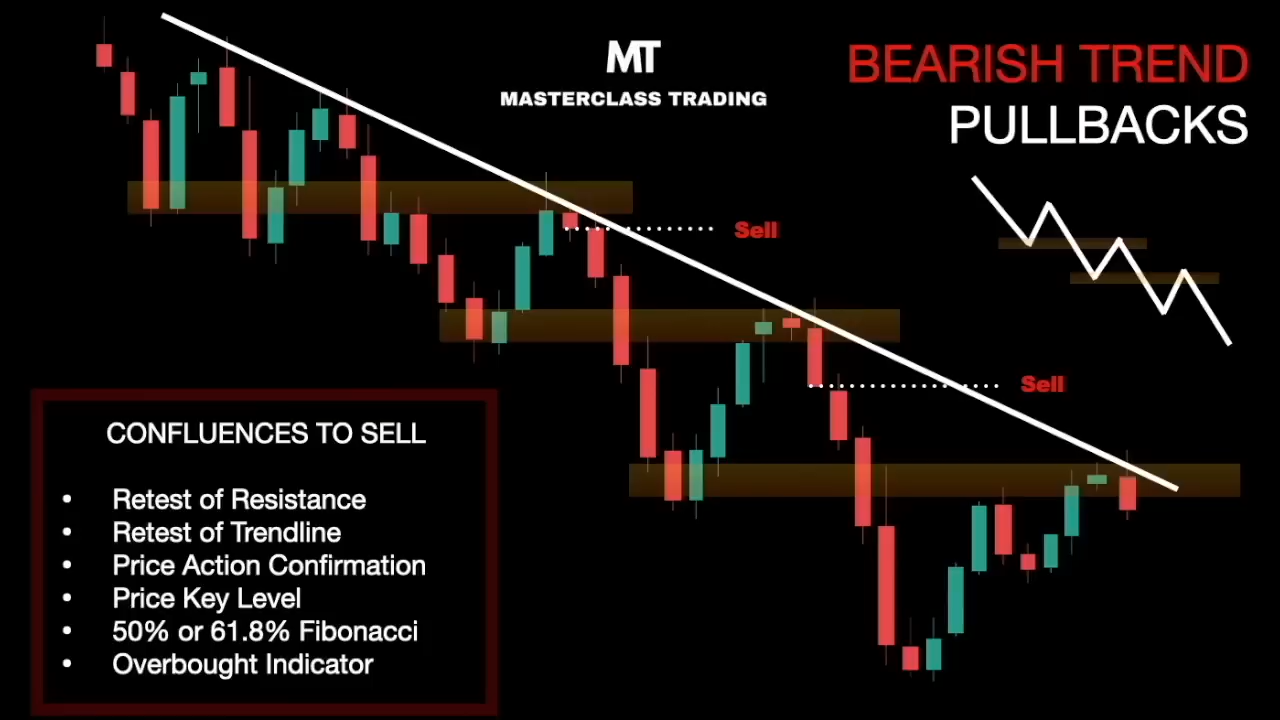 MT
MASTERCLASS TRADING
BEARISH TREND
PULLBACKS
Sell
Sell
CONFLUENCES TO SELL
• Retest of Resistance
• Retest of Trendline
• Price Action Confirmation
• Price Key Level
• 50% or 61.8% Fibonacci
• Overbought Indicator